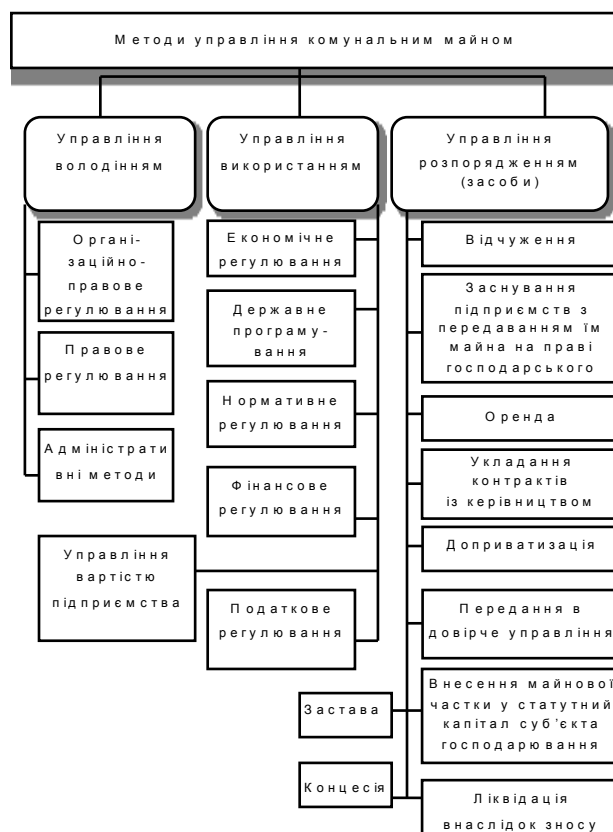 Методи управління комунальним майном
Управління
володінням
Управління
використанням
Управління
розпорядженням
(засоби)
Органі-
заційно-
правове
регулювання
Правове
регулювання
Адміністрати
вні методи
Економічне
регулювання
Державне
програму-
вання
Нормативне
регулювання
Фінансове
регулювання
Управління
вартістю
підприємства
Податкове
регулювання
Відчуження
Заснування
підприємств з
передаванням їм
майна на праві
господарського
Оренда
Укладання
контрактів
із керівництвом
Доприватизація
Передання в
довірче управління
Застава
Внесення майнової
частки у статутний
капітал суб’єкта
господарювання
Концесія
Ліквідація
внаслідок зносу